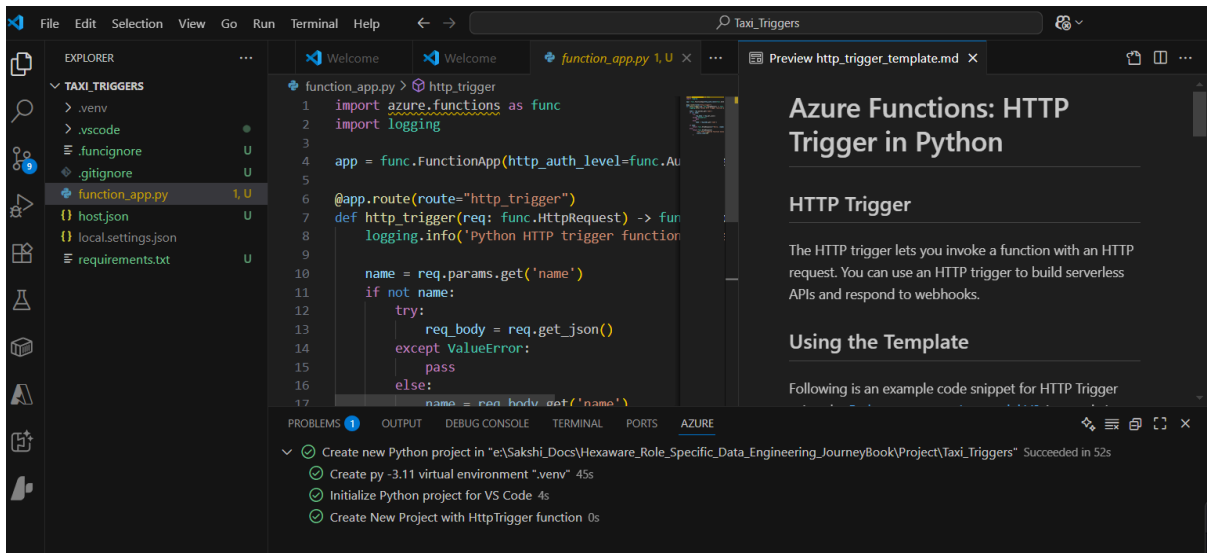 File Edit Selection View Go Run Terminal Help
Taxi_Triggers
EXPLORER
TAXI_TRIGGERS
.venv
.vscode
.funcignore U
.gitignore U
function_app.py 1, U
host.json U
local.settings.json
requirements.txt U
9
Welcome
Welcome
function_app.py 1, U
function_app.py > http_trigger
1 import azure.functions as func
2 import logging
3
4 app = func.FunctionApp(http_auth_level=func.Au
5
6 @app.route(route="http_trigger")
7 def http_trigger(req: func.HttpRequest) -> fun
8 logging.info('Python HTTP trigger function
9
10 name = req.params.get('name')
11 if not name:
12 try:
13 req_body = req.get_json()
14 except ValueError:
15 pass
16 else:
17 name = req_body.get('name')
Preview http_trigger_template.md
Azure Functions: HTTP
Trigger in Python
HTTP Trigger
The HTTP trigger lets you invoke a function with an HTTP
request. You can use an HTTP trigger to build serverless
APIs and respond to webhooks.
Using the Template
Following is an example code snippet for HTTP Trigger
PROBLEMS 1 OUTPUT DEBUG CONSOLE TERMINAL PORTS AZURE
Create new Python project in "e:\Sakshi_Docs\Hexaware_Role_Specific_Data_Engineering_JourneyBook\Project\Taxi_Triggers" Succeeded in 52s
Create py -3.11 virtual environment ".venv" 45s
Initialize Python project for VS Code 4s
Create New Project with HttpTrigger function 0s